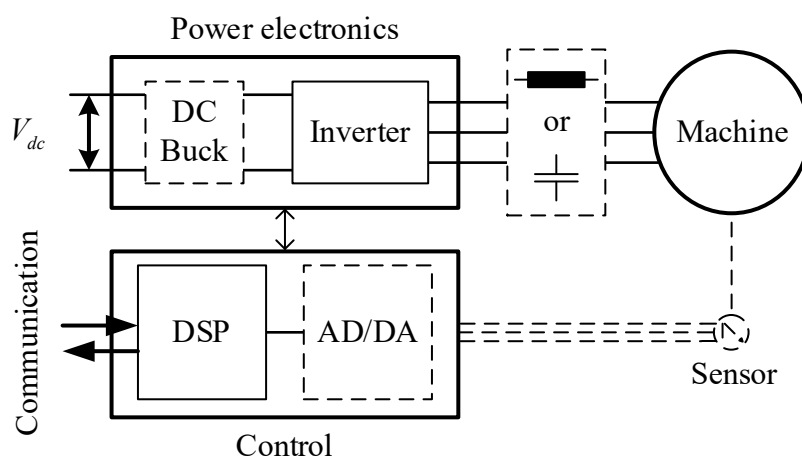 Power electronics
V_dc
DC
Buck
Inverter
or
Machine
Communication
DSP
AD/DA
Sensor
Control